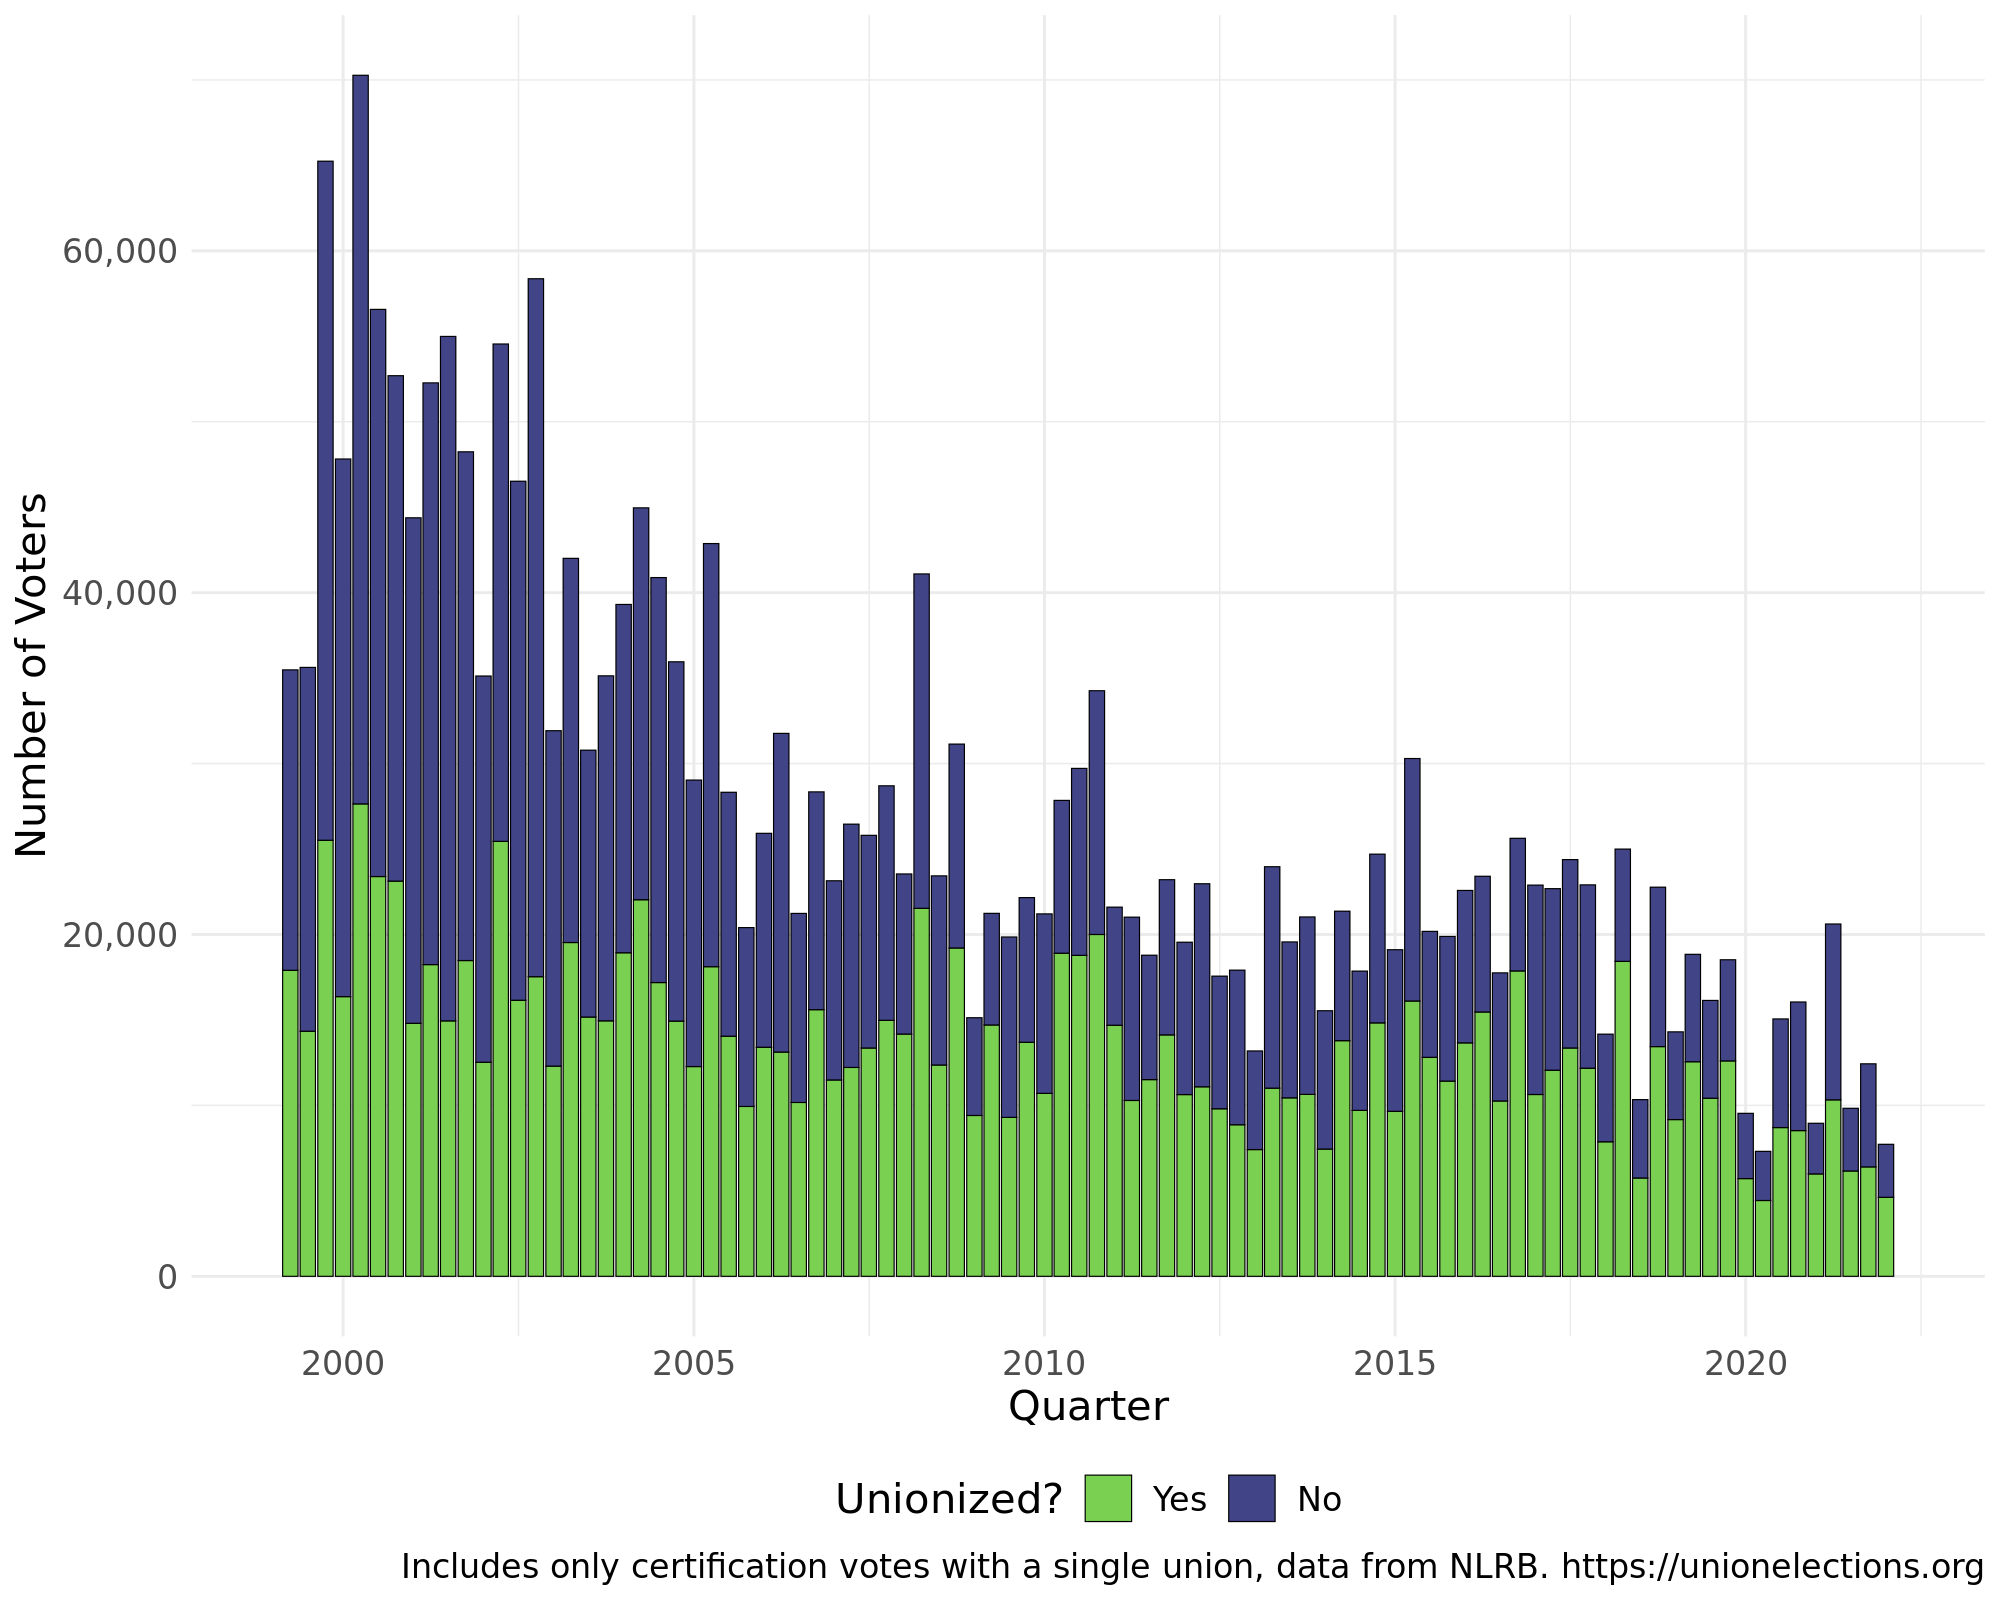 Number of Voters
60,000
40,000
20,000
0
2000 2005 2010 2015 2020
Quarter
Unionized? Yes No
Includes only certification votes with a single union, data from NLRB. https://unionelections.org